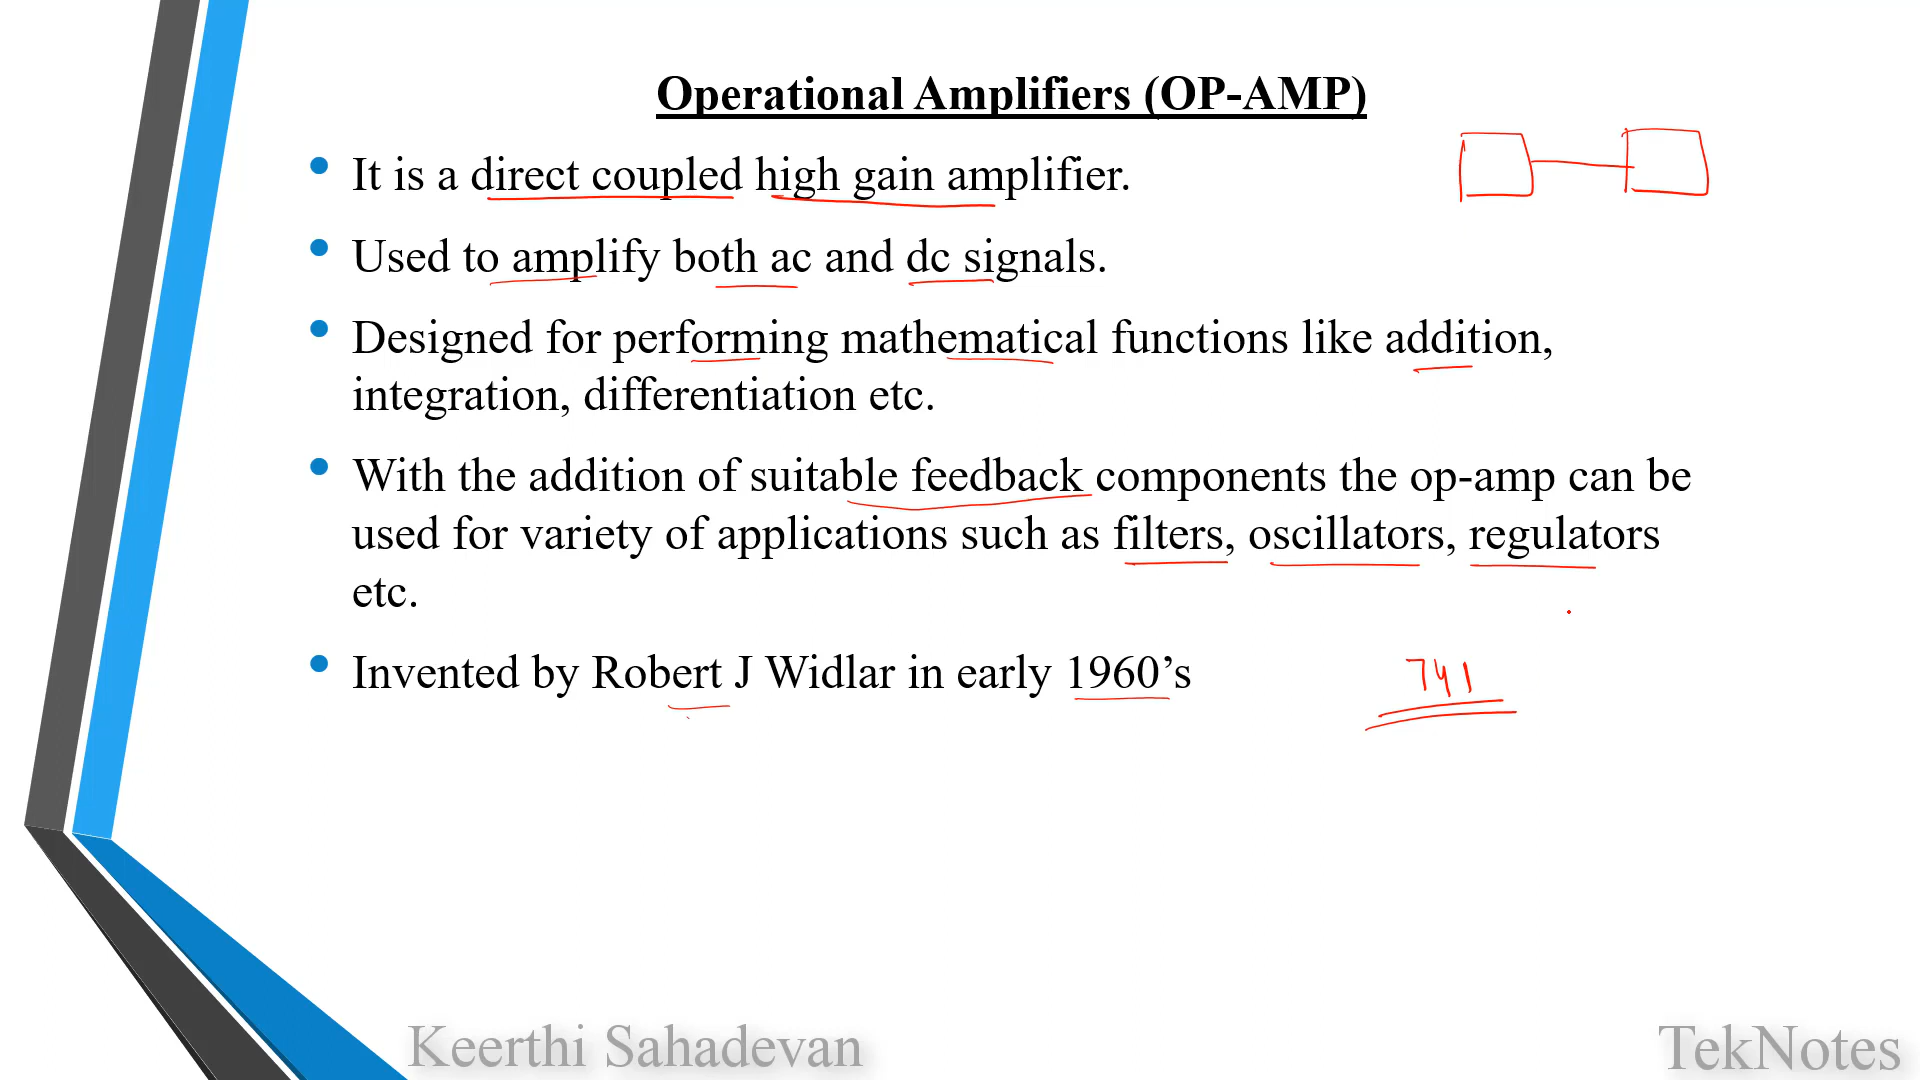 Operational Amplifiers (OP-AMP)
• It is a direct coupled high gain amplifier.
• Used to amplify both ac and dc signals.
• Designed for performing mathematical functions like addition,
integration, differentiation etc.
• With the addition of suitable feedback components the op-amp can be
used for variety of applications such as filters, oscillators, regulators
etc.
• Invented by Robert J Widlar in early 1960’s
741
Keerthi Sahadevan
TekNotes